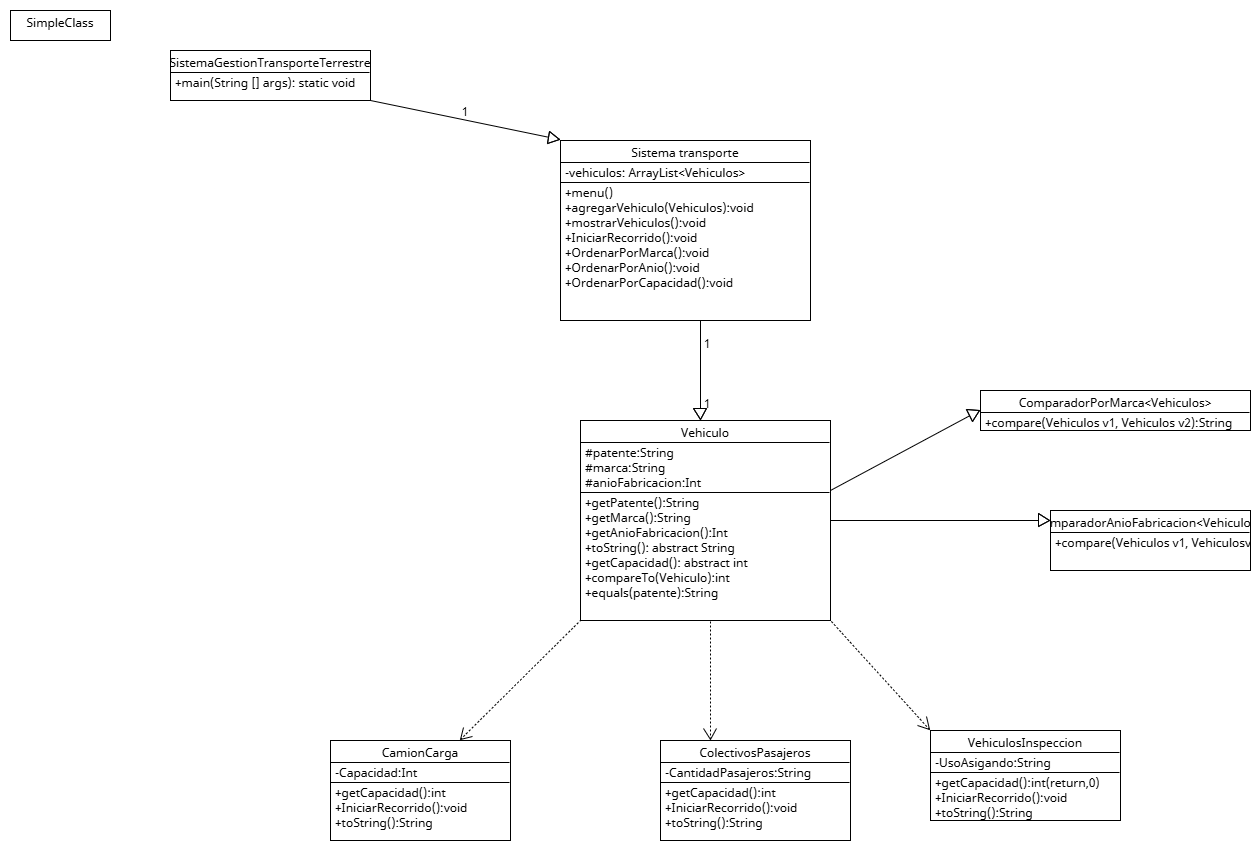 SimpleClass
SistemaGestionTransporteTerrestre
+main(String [] args): static void
1
Sistema transporte
-vehiculos: ArrayList<Vehiculos>
+menu()
+agregarVehiculo(Vehiculos):void
+mostrarVehiculos():void
+IniciarRecorrido():void
+OrdenarPorMarca():void
+OrdenarPorAnio():void
+OrdenarPorCapacidad():void
1
1
Vehiculo
#patente:String
#marca:String
#anioFabricacion:Int
+getPatente():String
+getMarca():String
+getAnioFabricacion():Int
+toString(): abstract String
+getCapacidad(): abstract int
+compareTo(Vehiculo):int
+equals(patente):String
ComparadorPorMarca<Vehiculos>
+compare(Vehiculos v1, Vehiculos v2):String
mparadorAnioFabricacion<Vehiculo
+compare(Vehiculos v1, Vehiculosv
CamionCarga
-Capacidad:Int
+getCapacidad():int
+IniciarRecorrido():void
+toString():String
ColectivosPasajeros
-CantidadPasajeros:String
+getCapacidad():int
+IniciarRecorrido():void
+toString():String
VehiculosInspeccion
-UsoAsigando:String
+getCapacidad():int(return,0)
+IniciarRecorrido():void
+toString():String